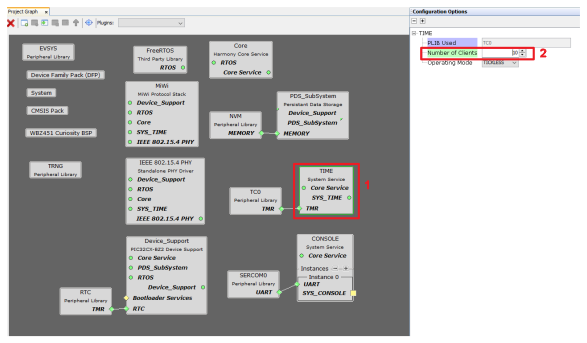 Project Graph
Plugins:
EVSYS
Peripheral Library
Device Family Pack (DFP)
System
CMSIS Pack
WBZ451 Curiosity BSP
TRNG
Peripheral Library
FreeRTOS
Third Party Library
RTOS
Core
Harmony Core Service
RTOS
Core Service
MiWi
MiWi Protocol Stack
Device_Support
RTOS
Core
SYS_TIME
IEEE 802.15.4 PHY
NVM
Peripheral Library
MEMORY
PDS_SubSystem
Persistent Data Storage
Device_Support
PDS_SubSystem
MEMORY
IEEE 802.15.4 PHY
Standalone PHY Driver
Device_Support
RTOS
Core
SYS_TIME
IEEE 802.15.4 PHY
TC0
Peripheral Library
TMR
TIME
System Service
Core Service
SYS_TIME
TMR
1
Device_Support
PIC32CX-BZ2 Device Support
Core Service
PDS_SubSystem
RTOS
Device_Support
Bootloader Services
RTC
RTC
Peripheral Library
TMR
SERCOM0
Peripheral Library
UART
CONSOLE
System Service
Core Service
Instances
Instance 0
UART
SYS_CONSOLE
Configuration Options
TIME
PLIB Used
TC0
Number of Clients
2
Operating Mode
TICKLESS